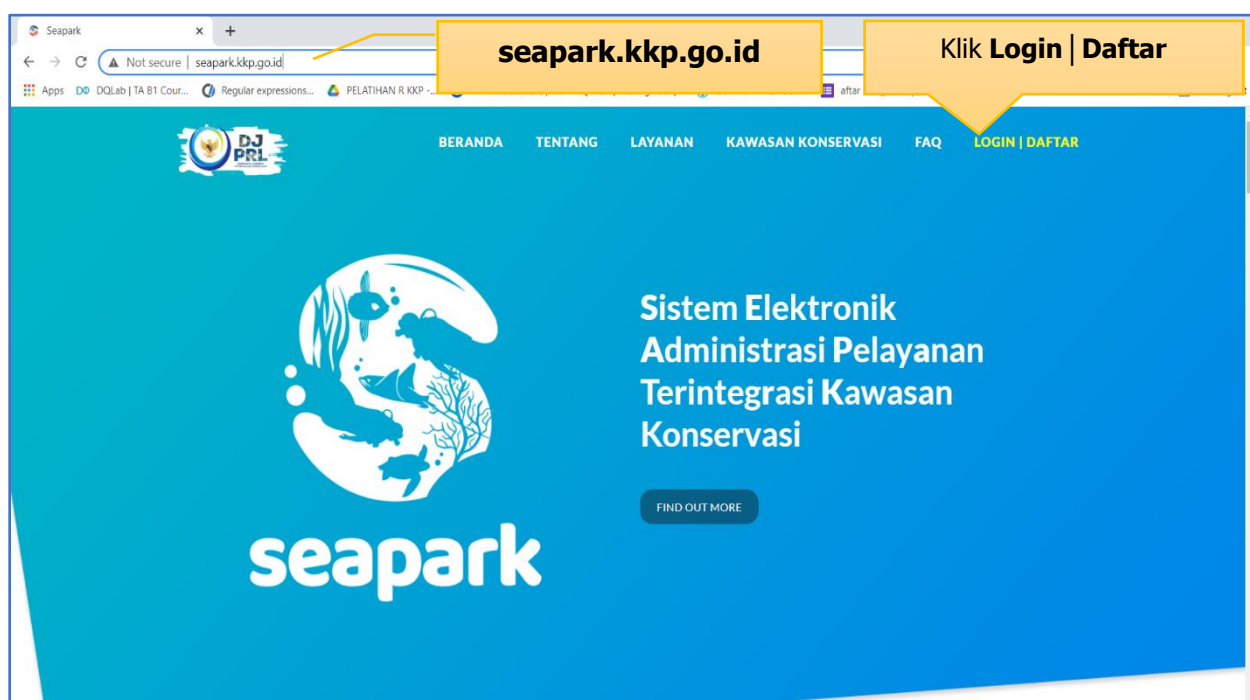 Seapark
seapark.kkp.go.id
Klik Login | Daftar
Not secure | seapark.kkp.go.id
Apps DQLab | TA B1 Cour... Regular expressions... PELATIHAN R KKP -... aftar
DJ PRL
BERANDA TENTANG LAYANAN KAWASAN KONSERVASI FAQ LOGIN | DAFTAR
Sistem Elektronik
Administrasi Pelayanan
Terintegrasi Kawasan
Konservasi
FIND OUT MORE
seapark